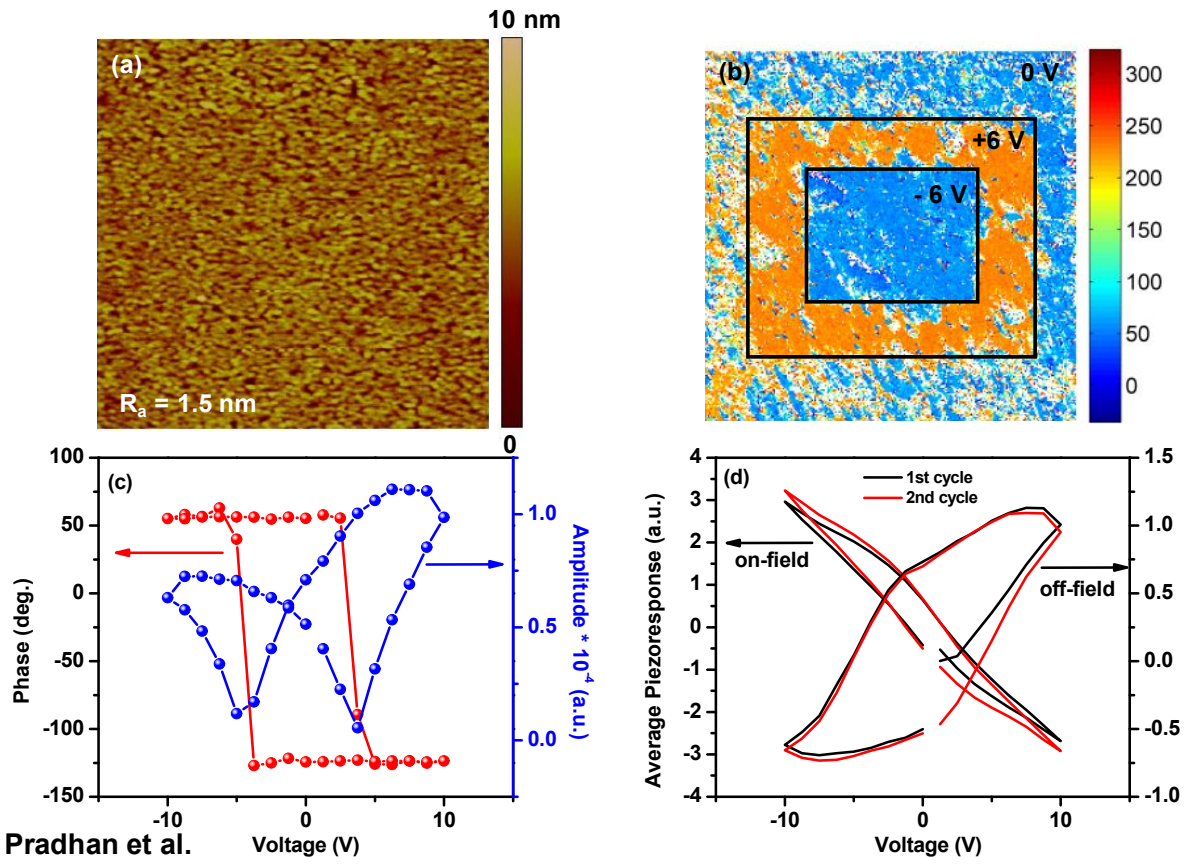 10 nm
(a)
R_a = 1.5 nm
0
(b)
0 V
+6 V
- 6 V
300
250
200
150
100
50
0
(c)
Phase (deg.)
100
50
0
-50
-100
-150
-10
-5
0
5
10
Voltage (V)
1.0
0.5
0.0
Amplitude * 10^-4 (a.u.)
(d)
1st cycle
2nd cycle
on-field
off-field
Average Piezoresponse (a.u.)
4
3
2
1
0
-1
-2
-3
-4
-10
-5
0
5
10
Voltage (V)
1.5
1.0
0.5
0.0
-0.5
-1.0
Pradhan et al.